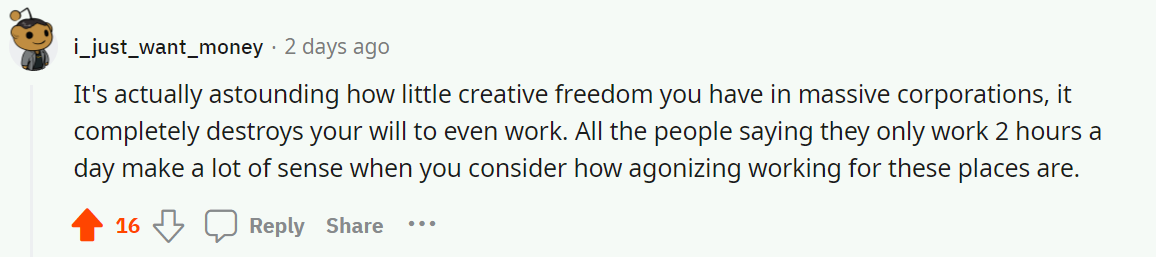 i_just_want_money · 2 days ago
It's actually astounding how little creative freedom you have in massive corporations, it
completely destroys your will to even work. All the people saying they only work 2 hours a
day make a lot of sense when you consider how agonizing working for these places are.
16 Reply Share ···